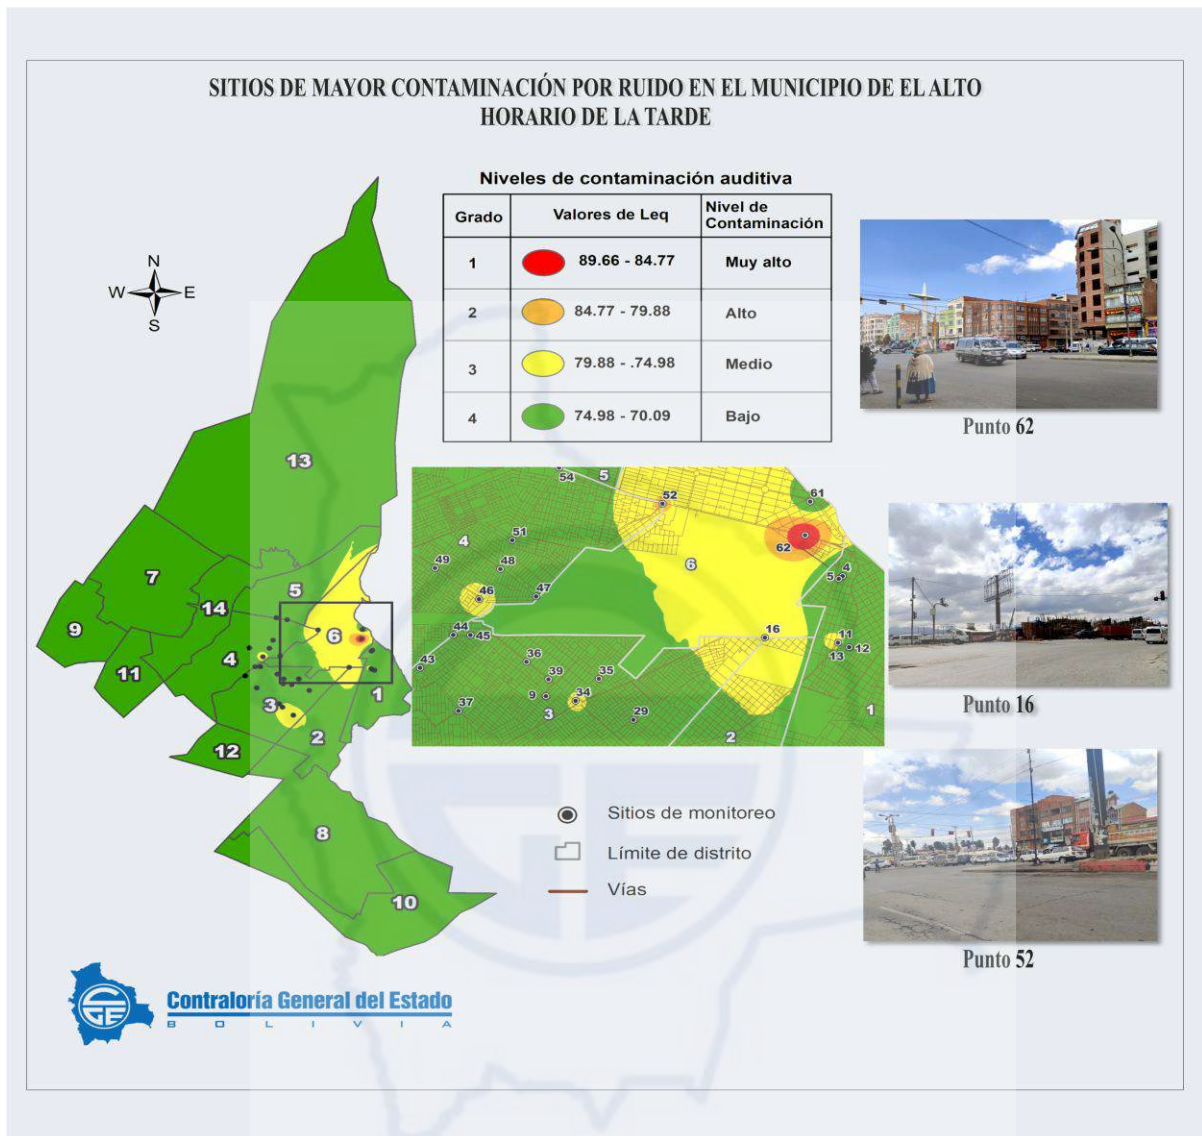 SITIOS DE MAYOR CONTAMINACIÓN POR RUIDO EN EL MUNICIPIO DE EL ALTO
HORARIO DE LA TARDE
Niveles de contaminación auditiva
Grado Valores de Leq Nivel de Contaminación
1 89.66 - 84.77 Muy alto
2 84.77 - 79.88 Alto
3 79.88 - .74.98 Medio
4 74.98 - 70.09 Bajo
N
W E
S
13
7
5
14
9
6
4
11
1
3
2
12
8
10
54
5
52
61
51
4
62
49
48
6
4
5
46
47
44
45
16
11
12
13
43
36
39
35
9
34
37
3
29
2
1
Punto 62
Punto 16
Punto 52
Sitios de monitoreo
Límite de distrito
Vías
CGE
Contraloría General del Estado
BOLIVIA